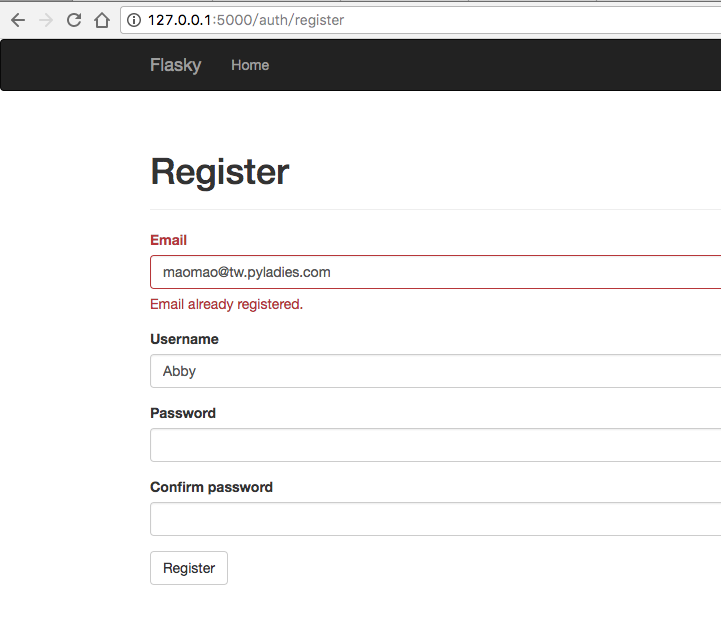 127.0.0.1:5000/auth/register
Flasky Home
Register
Email
maomao@tw.pyladies.com
Email already registered.
Username
Abby
Password
Confirm password
Register